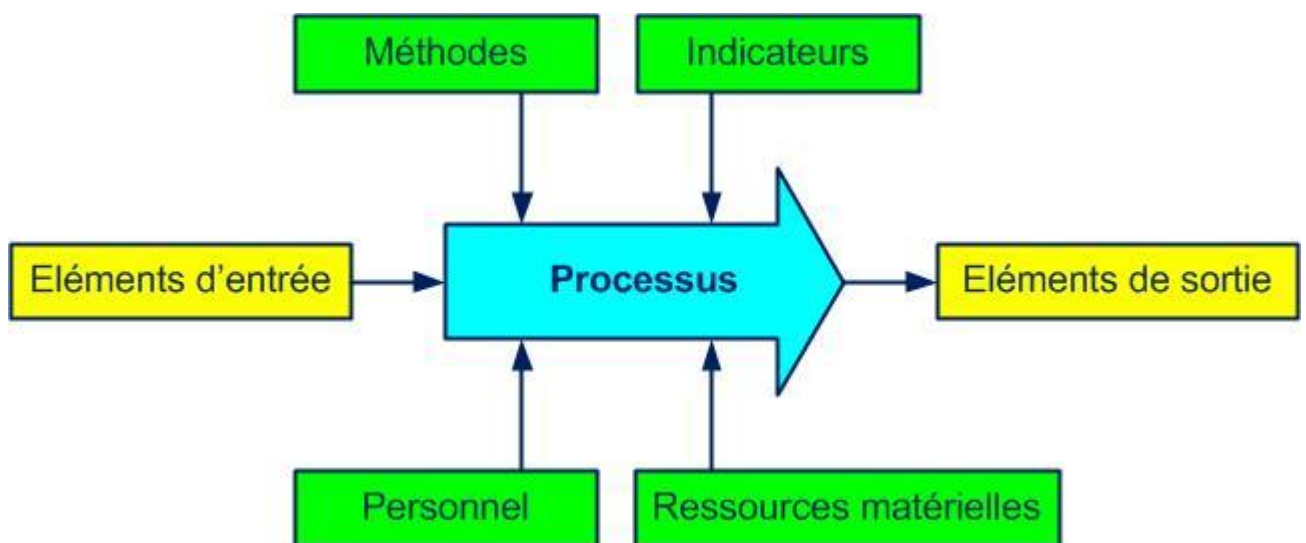 Méthodes
Indicateurs
Eléments d’entrée
Processus
Eléments de sortie
Personnel
Ressources matérielles